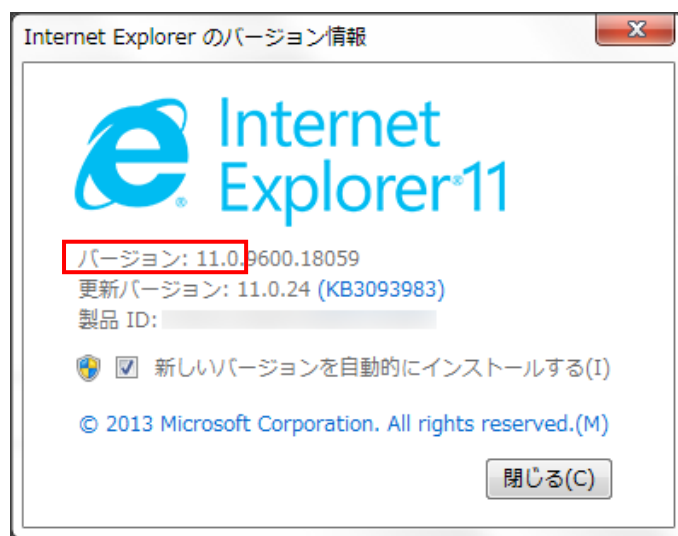 Internet Explorer のバージョン情報
Internet
Explorer®11
バージョン: 11.0.9600.18059
更新バージョン: 11.0.24 (KB3093983)
製品 ID:
新しいバージョンを自動的にインストールする(I)
© 2013 Microsoft Corporation. All rights reserved.(M)
閉じる(C)